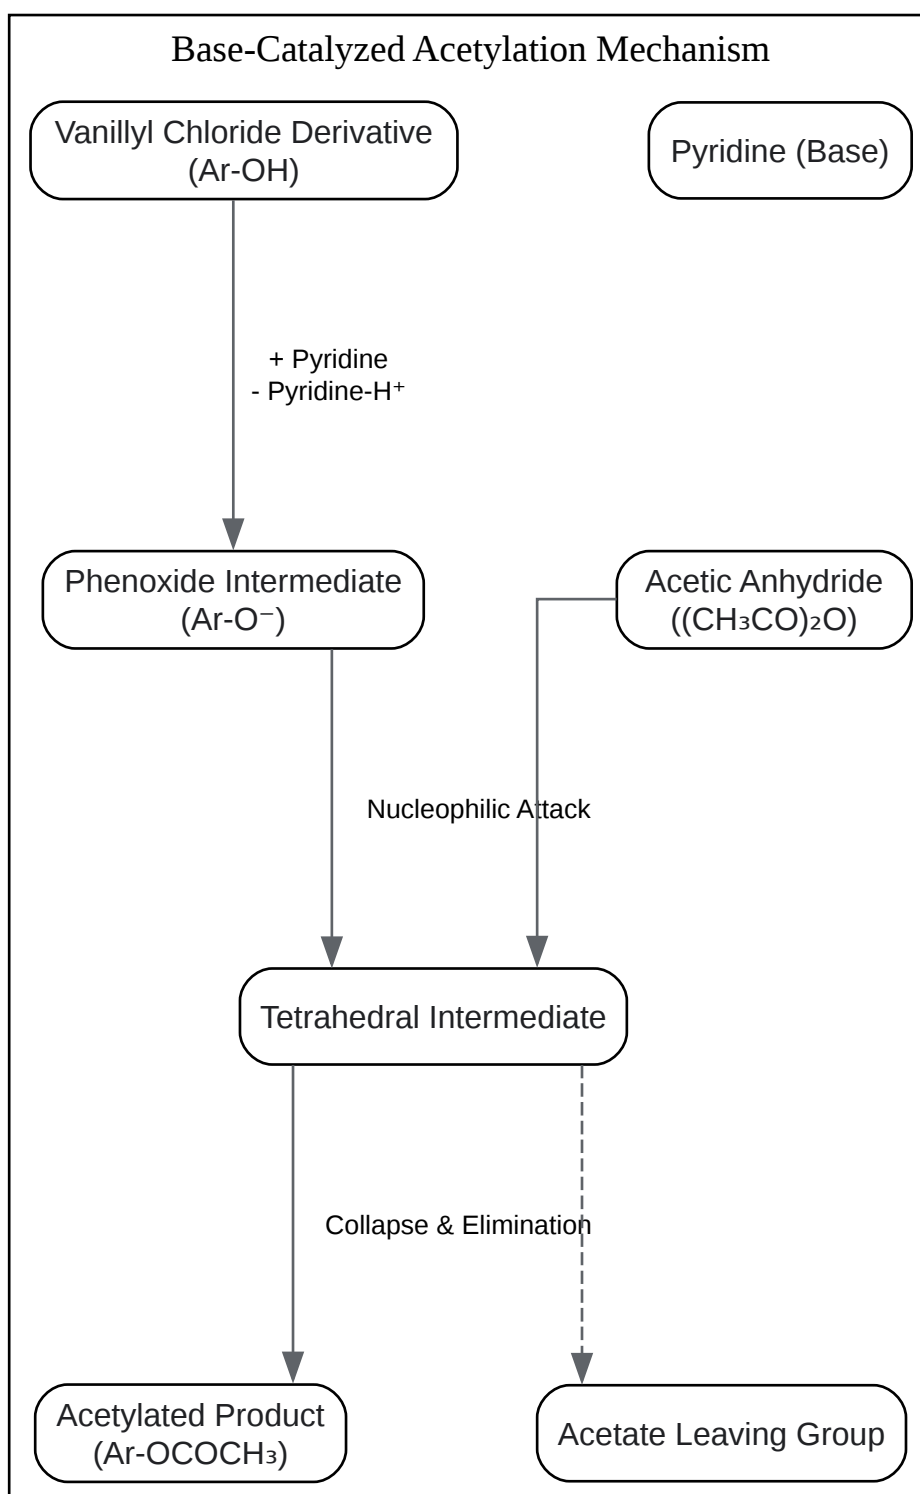 Base-Catalyzed Acetylation Mechanism
Vanillyl Chloride Derivative
(Ar-OH)
Pyridine (Base)
+ Pyridine
- Pyridine-H⁺
Phenoxide Intermediate
(Ar-O⁻)
Acetic Anhydride
((CH₃CO)₂O)
Nucleophilic Attack
Tetrahedral Intermediate
Collapse & Elimination
Acetylated Product
(Ar-OCOCH₃)
Acetate Leaving Group